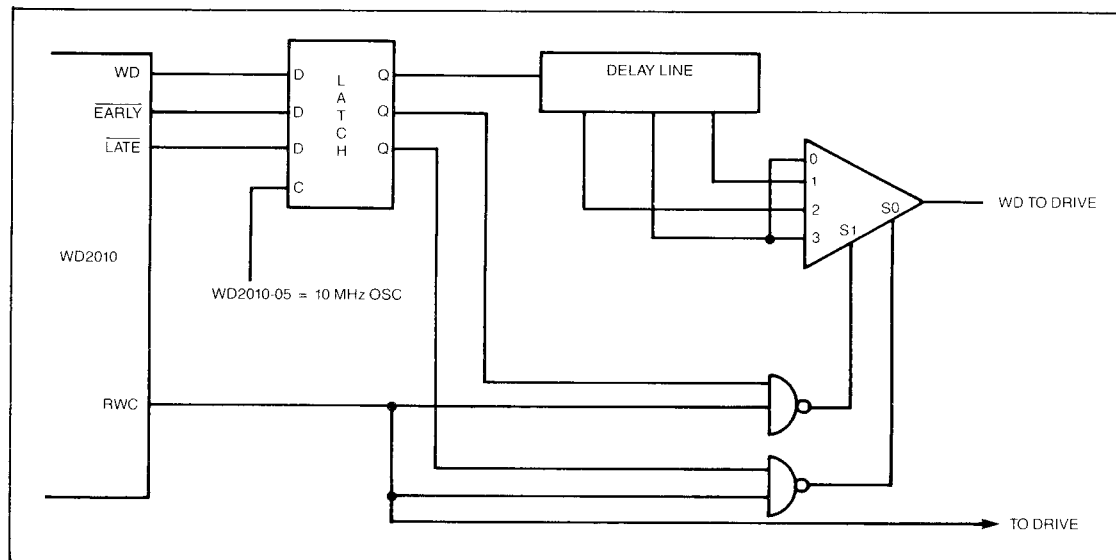 WD
EARLY
LATE
WD2010
RWC
D
D
D
C
LATCH
Q
Q
Q
WD2010-05 = 10 MHz OSC
DELAY LINE
0
1
2
3
S1
S0
WD TO DRIVE
TO DRIVE